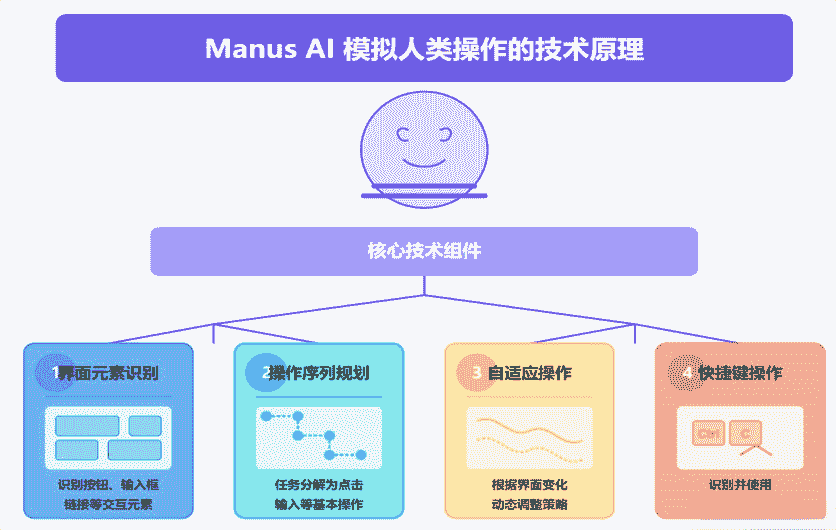 Manus AI 模拟人类操作的技术原理
核心技术组件
1 界面元素识别
识别按钮、输入框
链接等交互元素
2 操作序列规划
任务分解为点击
输入等基本操作
3 自适应操作
根据界面变化
动态调整策略
4 快捷键操作
Ctrl C
识别并使用